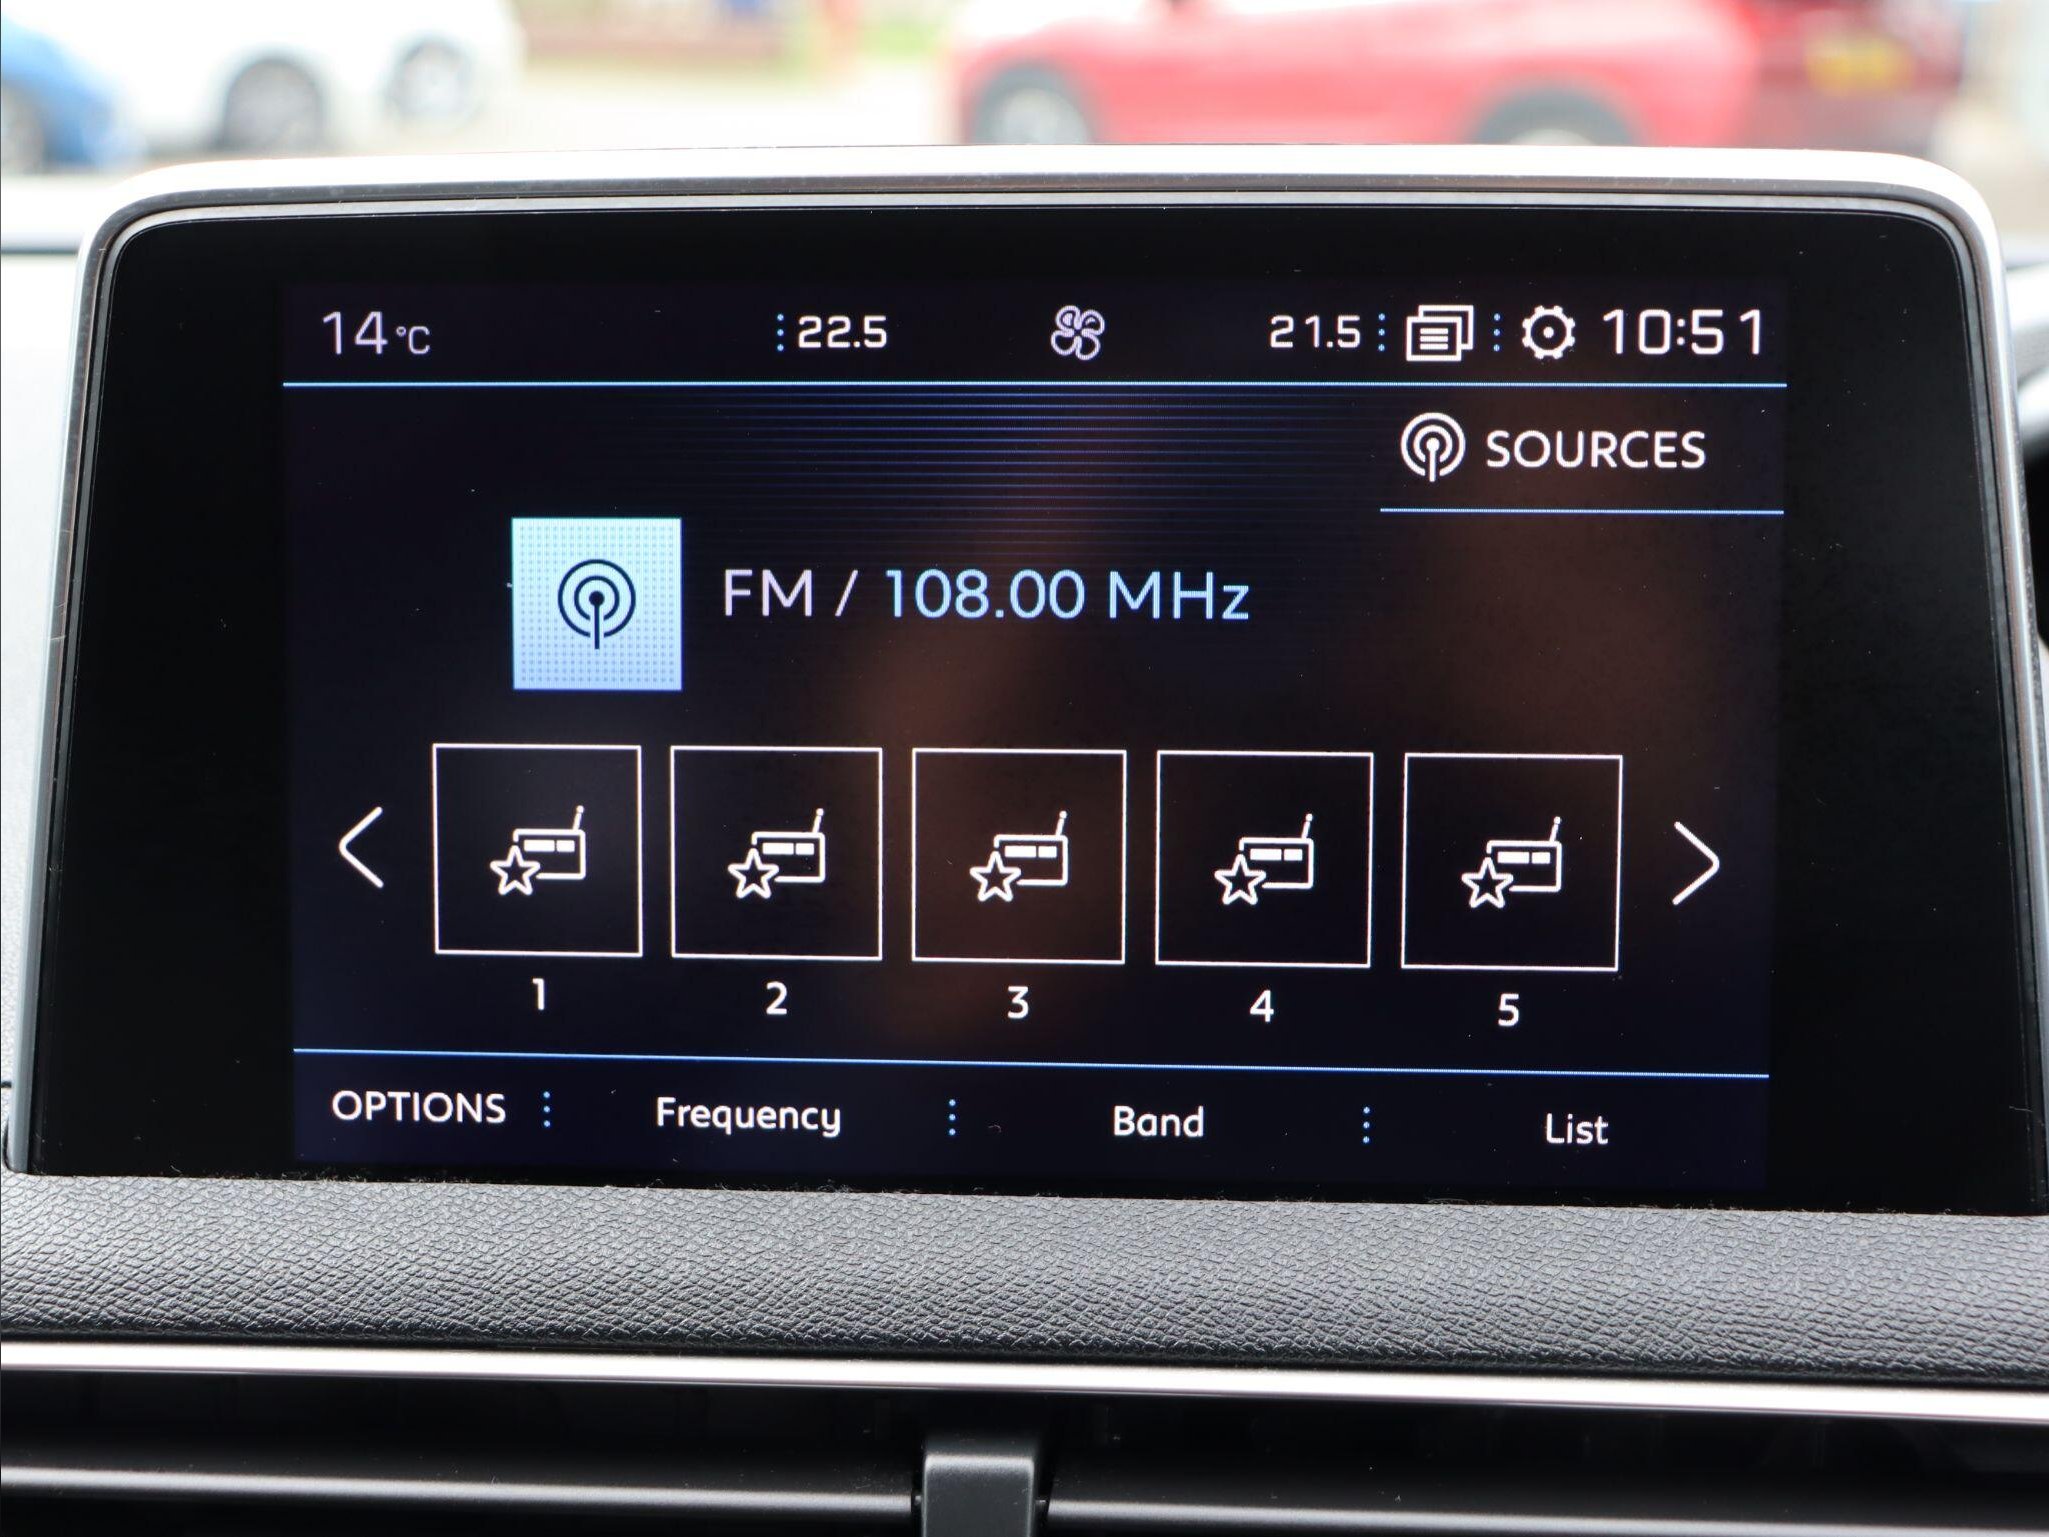 14°C 22.5 21.5 10:51
SOURCES
FM / 108.00 MHz
1 2 3 4 5
OPTIONS Frequency Band List